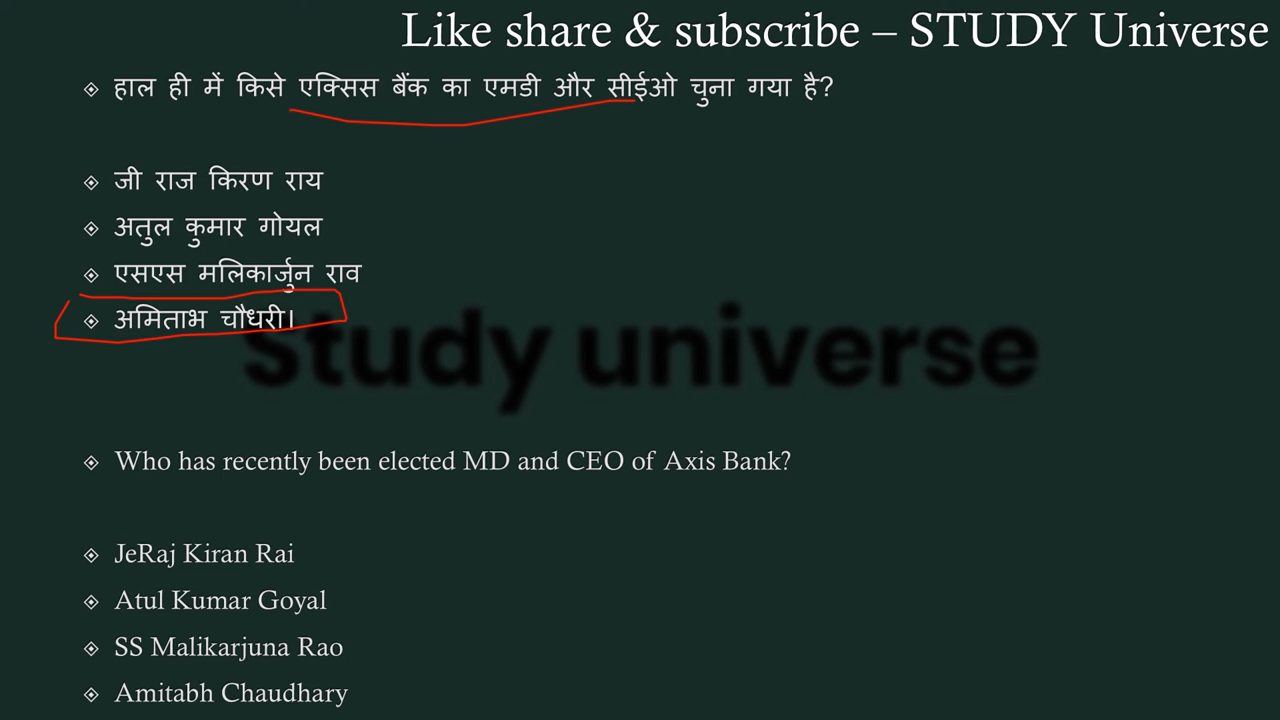 Like share & subscribe – STUDY Universe
हाल ही में किसे एक्सिस बैंक का एमडी और सीईओ चुना गया है?
जी राज किरण राय
अतुल कुमार गोयल
एसएस मलिकार्जुन राव
अमिताभ चौधरी।
Study universe
Who has recently been elected MD and CEO of Axis Bank?
JeRaj Kiran Rai
Atul Kumar Goyal
SS Malikarjuna Rao
Amitabh Chaudhary